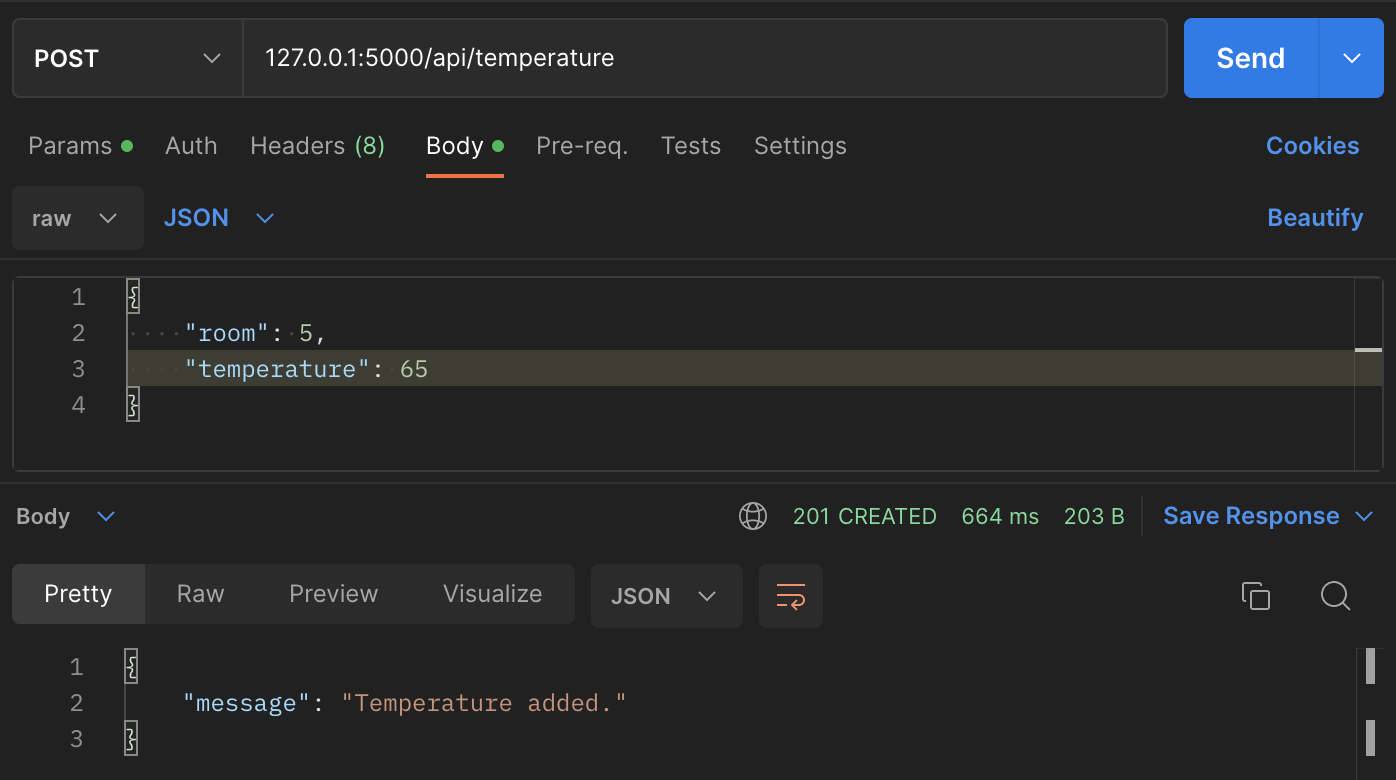 POST 127.0.0.1:5000/api/temperature Send
Params Auth Headers (8) Body Pre-req. Tests Settings Cookies
raw JSON Beautify
1 {
2 "room": 5,
3 "temperature": 65
4 }
Body 201 CREATED 664 ms 203 B Save Response
Pretty Raw Preview Visualize JSON
1 {
2 "message": "Temperature added."
3 }